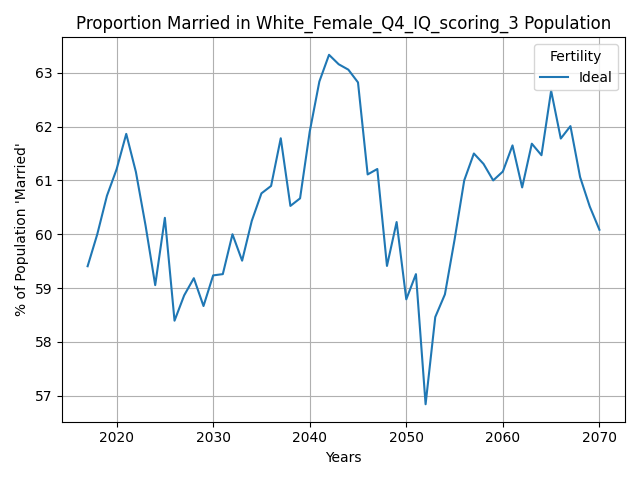 Proportion Married in White_Female_Q4_IQ_scoring_3 Population
% of Population 'Married'
63
62
61
60
59
58
57
Fertility
Ideal
2020 2030 2040 2050 2060 2070
Years